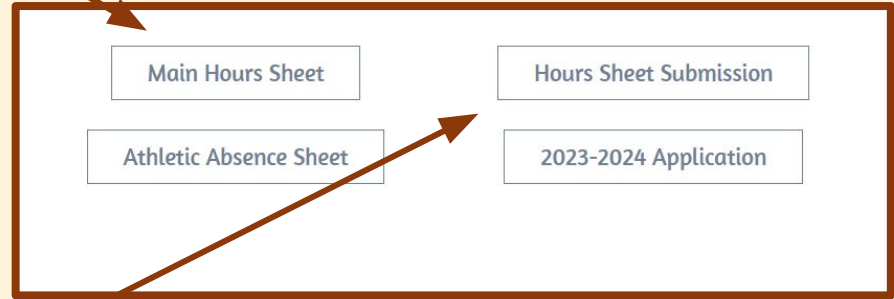 Main Hours Sheet
Hours Sheet Submission
Athletic Absence Sheet
2023-2024 Application